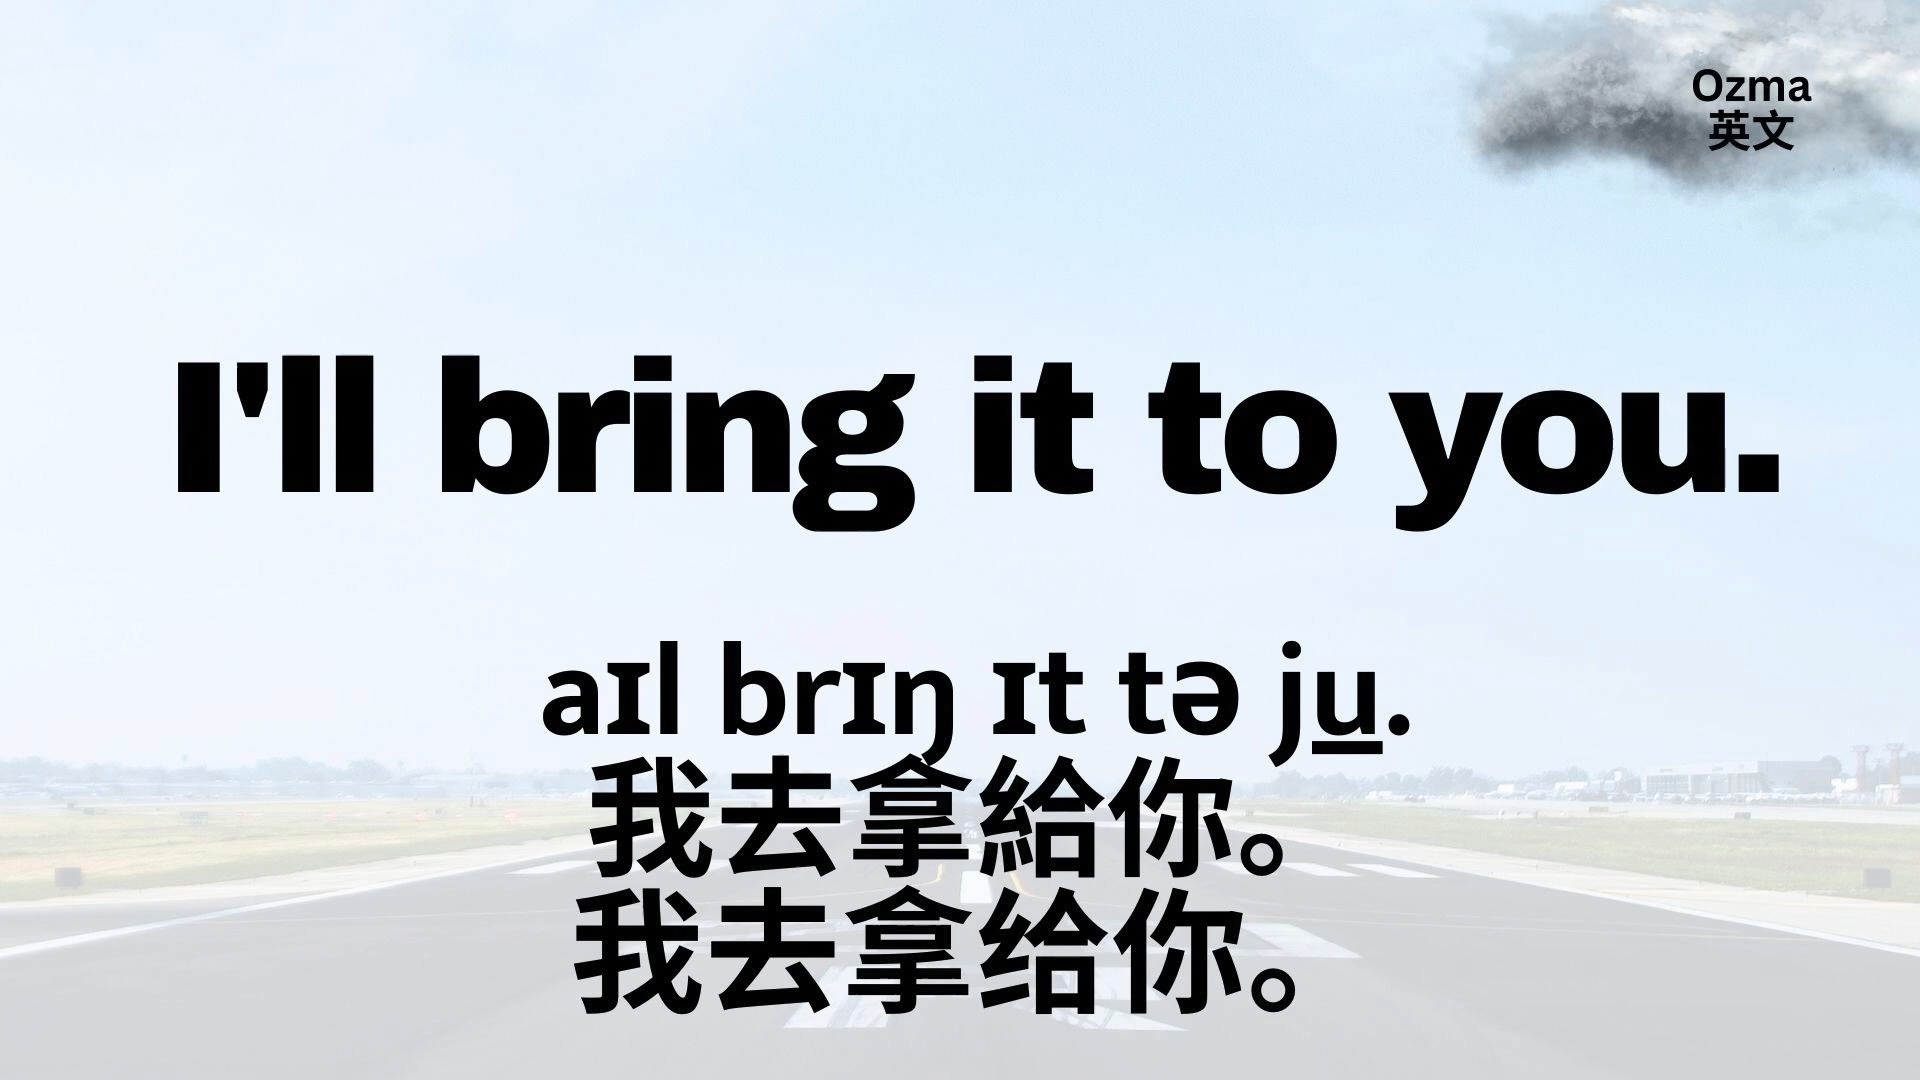 Ozma
英文
I'll bring it to you.
aɪl brɪŋ ɪt tə ju.
我去拿給你。
我去拿给你。